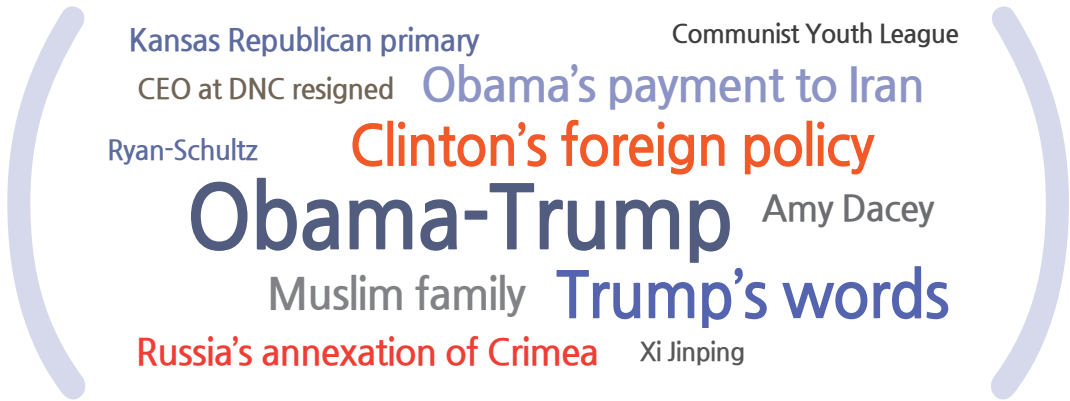 Kansas Republican primary
Communist Youth League
CEO at DNC resigned
Obama's payment to Iran
Ryan-Schultz
Clinton's foreign policy
Obama-Trump
Amy Dacey
Muslim family
Trump's words
Russia's annexation of Crimea
Xi Jinping